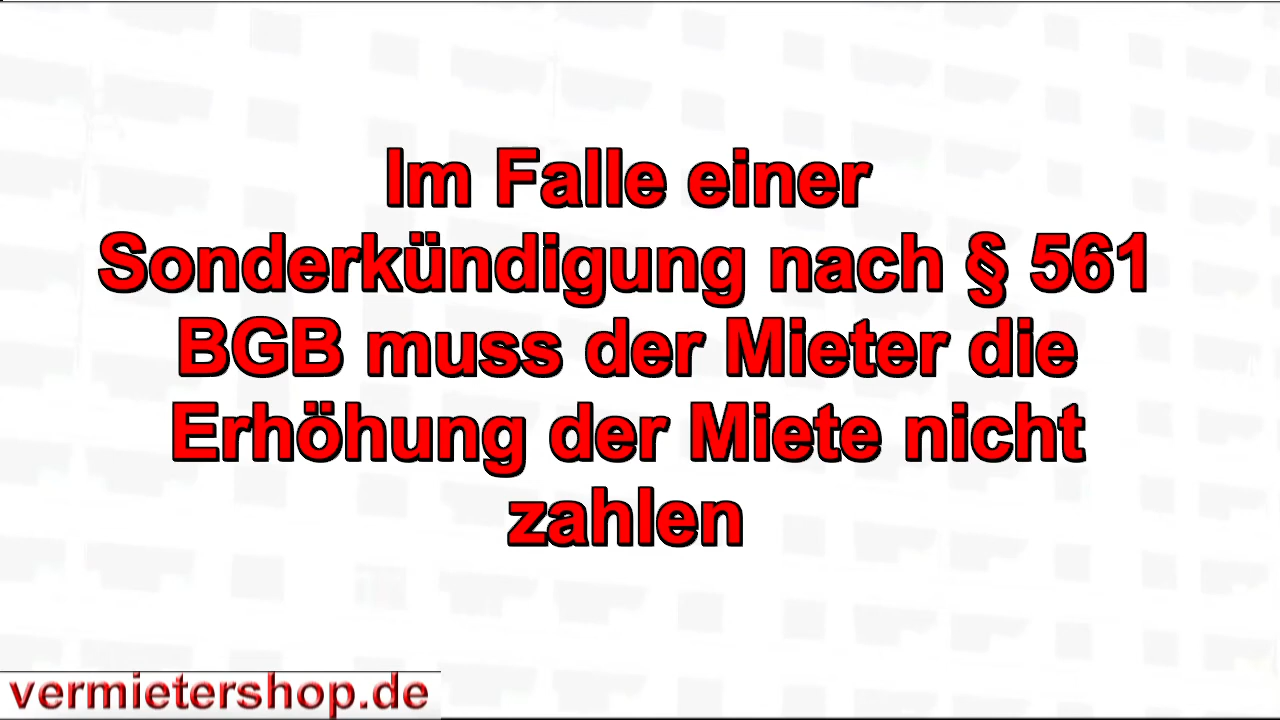 Im Falle einer
Sonderkündigung nach § 561
BGB muss der Mieter die
Erhöhung der Miete nicht
zahlen
vermietershop.de